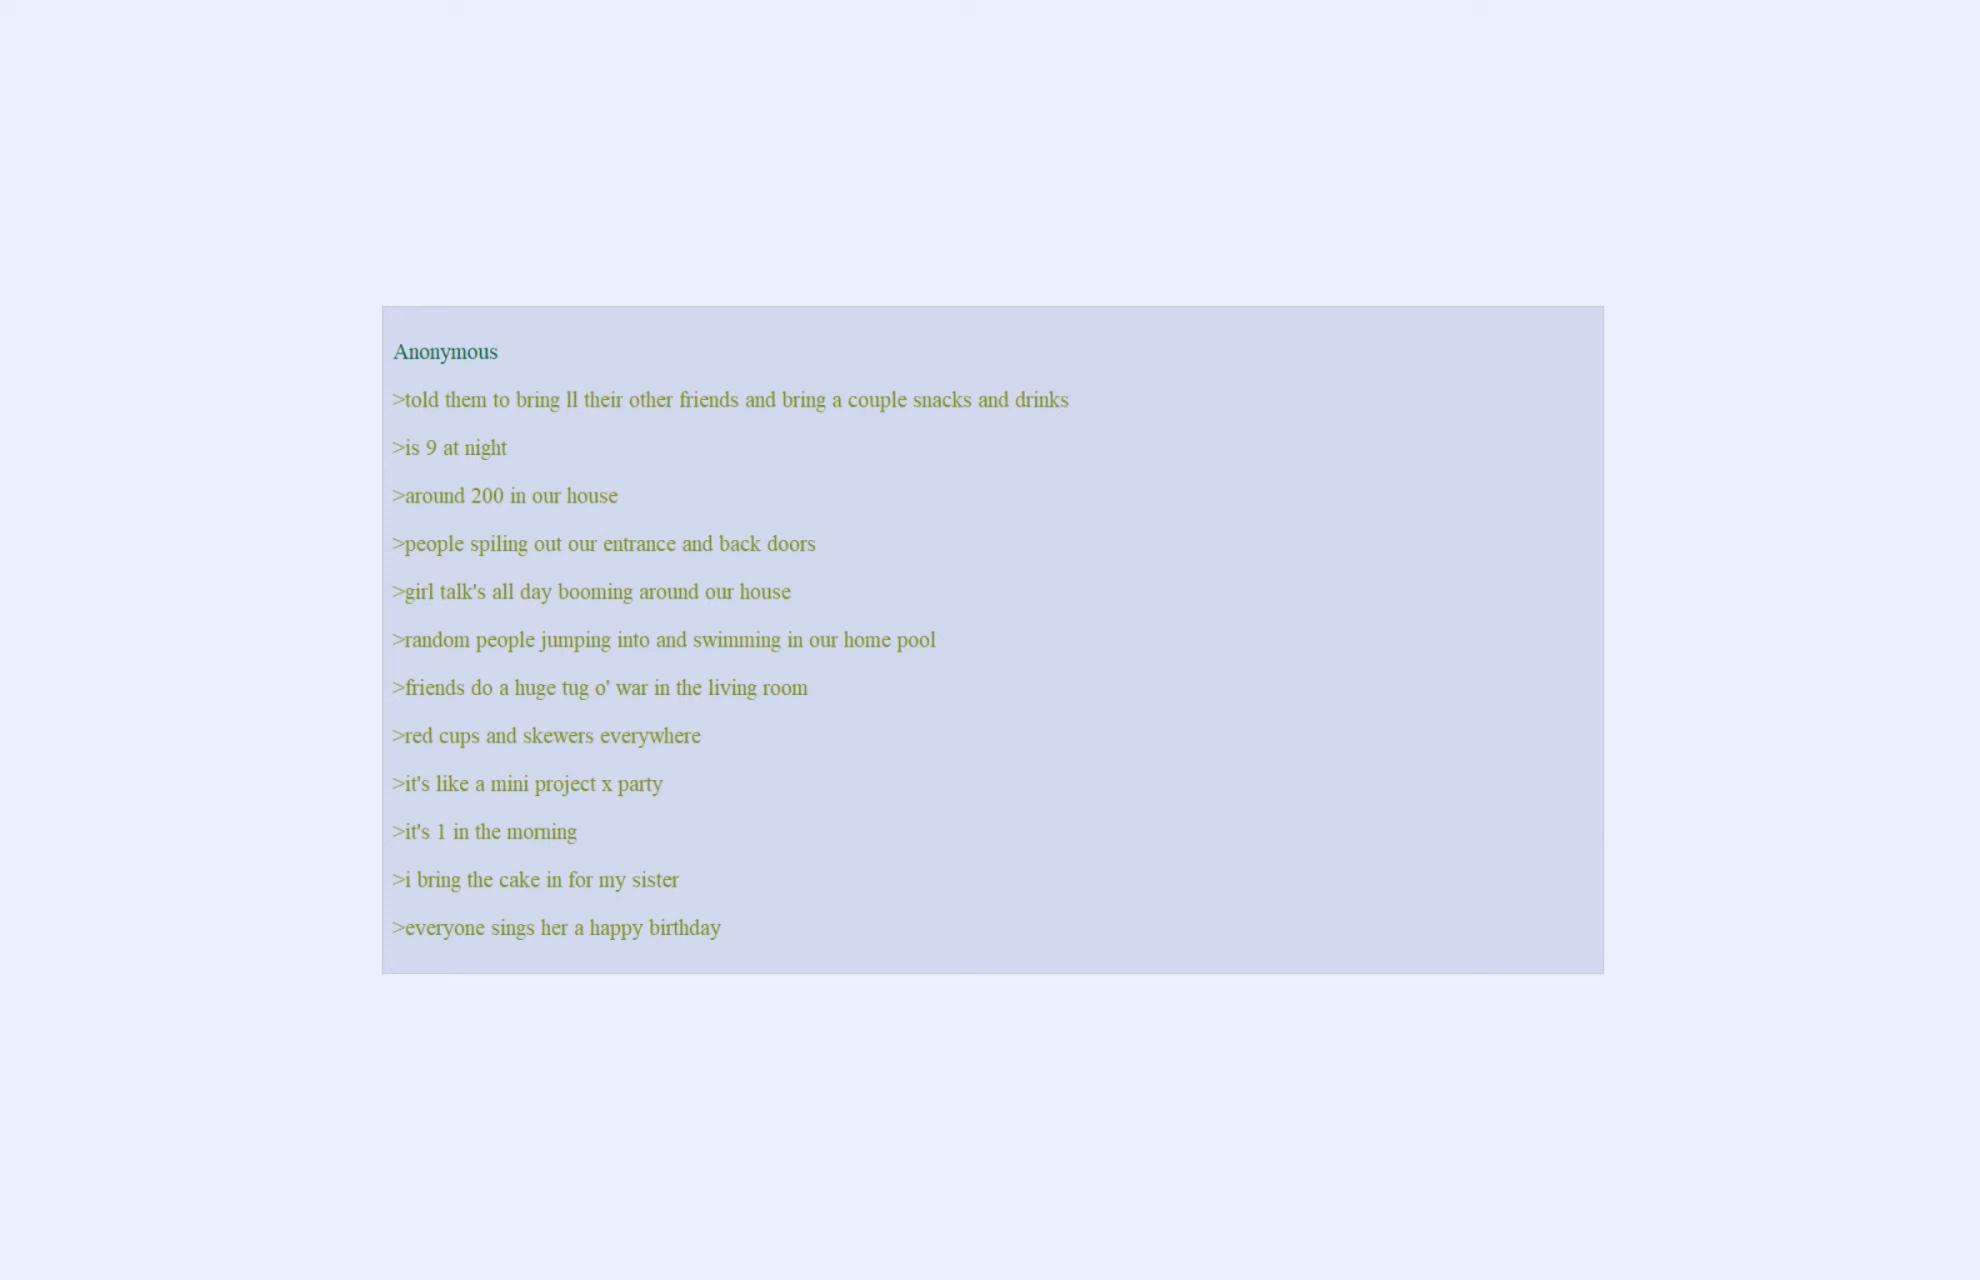 Anonymous
>told them to bring ll their other friends and bring a couple snacks and drinks
>is 9 at night
>around 200 in our house
>people spiling out our entrance and back doors
>girl talk's all day booming around our house
>random people jumping into and swimming in our home pool
>friends do a huge tug o' war in the living room
>red cups and skewers everywhere
>it's like a mini project x party
>it's 1 in the morning
>i bring the cake in for my sister
>everyone sings her a happy birthday